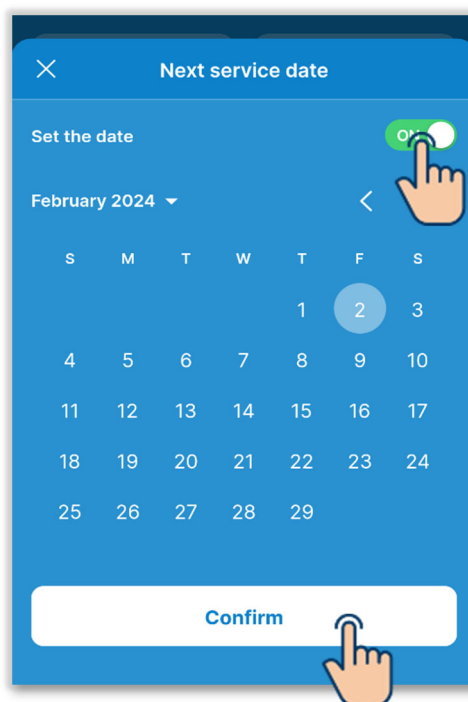 Next service date
Set the date
ON
February 2024
S M T W T F S
1 2 3
4 5 6 7 8 9 10
11 12 13 14 15 16 17
18 19 20 21 22 23 24
25 26 27 28 29
Confirm